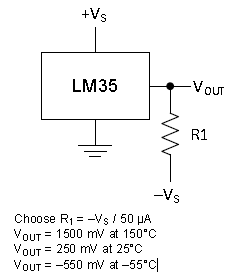 +VS
LM35
VOUT
R1
−VS
Choose R1 = –VS / 50 µA
VOUT = 1500 mV at 150°C
VOUT = 250 mV at 25°C
VOUT = –550 mV at –55°C